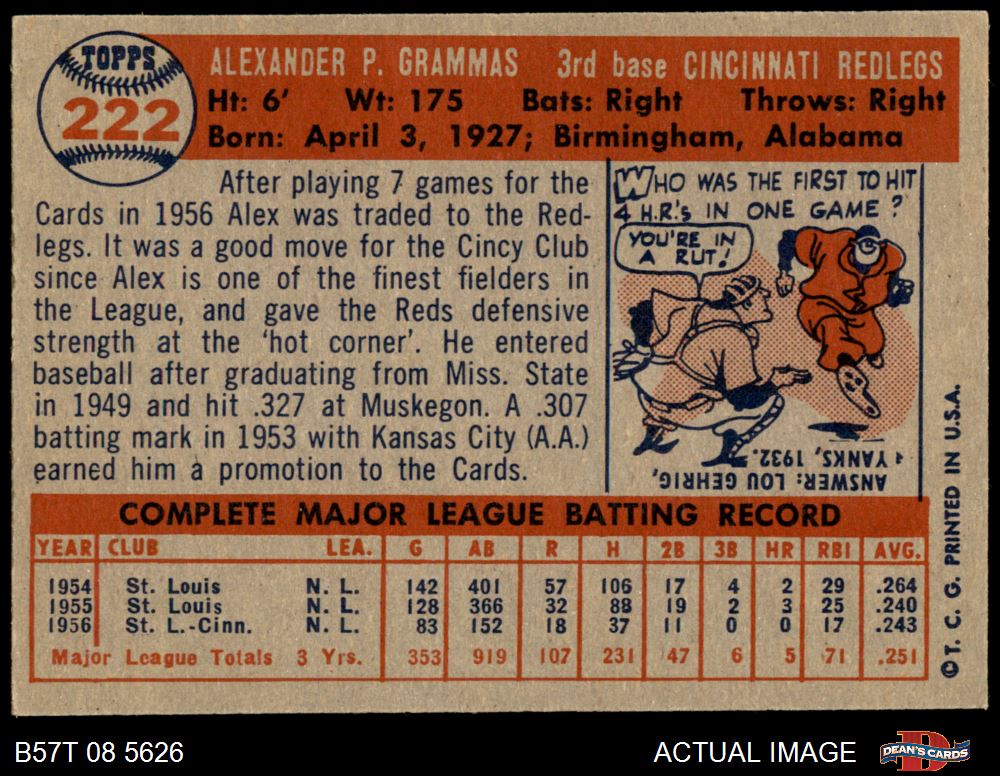 TOPPS
222
ALEXANDER P. GRAMMAS 3rd base CINCINNATI REDLEGS
Ht: 6' Wt: 175 Bats: Right Throws: Right
Born: April 3, 1927; Birmingham, Alabama
After playing 7 games for the
Cards in 1956 Alex was traded to the Red-
legs. It was a good move for the Cincy Club
since Alex is one of the finest fielders in
the League, and gave the Reds defensive
strength at the 'hot corner'. He entered
baseball after graduating from Miss. State
in 1949 and hit .327 at Muskegon. A .307
batting mark in 1953 with Kansas City (A.A.)
earned him a promotion to the Cards.
WHO WAS THE FIRST TO HIT
4 H.R.'s IN ONE GAME?
YOU'RE IN
A RUT!
ANSWER: LOU GEHRIG,
YANKS, 1932.
COMPLETE MAJOR LEAGUE BATTING RECORD
YEAR CLUB LEA. G AB R H 2B 3B HR RBI AVG.
1954 St. Louis N. L. 142 401 57 106 17 4 2 29 .264
1955 St. Louis N. L. 128 366 32 88 19 2 3 25 .240
1956 St. L.-Cinn. N. L. 83 152 18 37 11 0 0 17 .243
Major League Totals 3 Yrs. 353 919 107 231 47 6 5 71 .251
© T. C. G. PRINTED IN U.S.A.
B57T 08 5626
ACTUAL IMAGE
D
DEAN'S CARDS